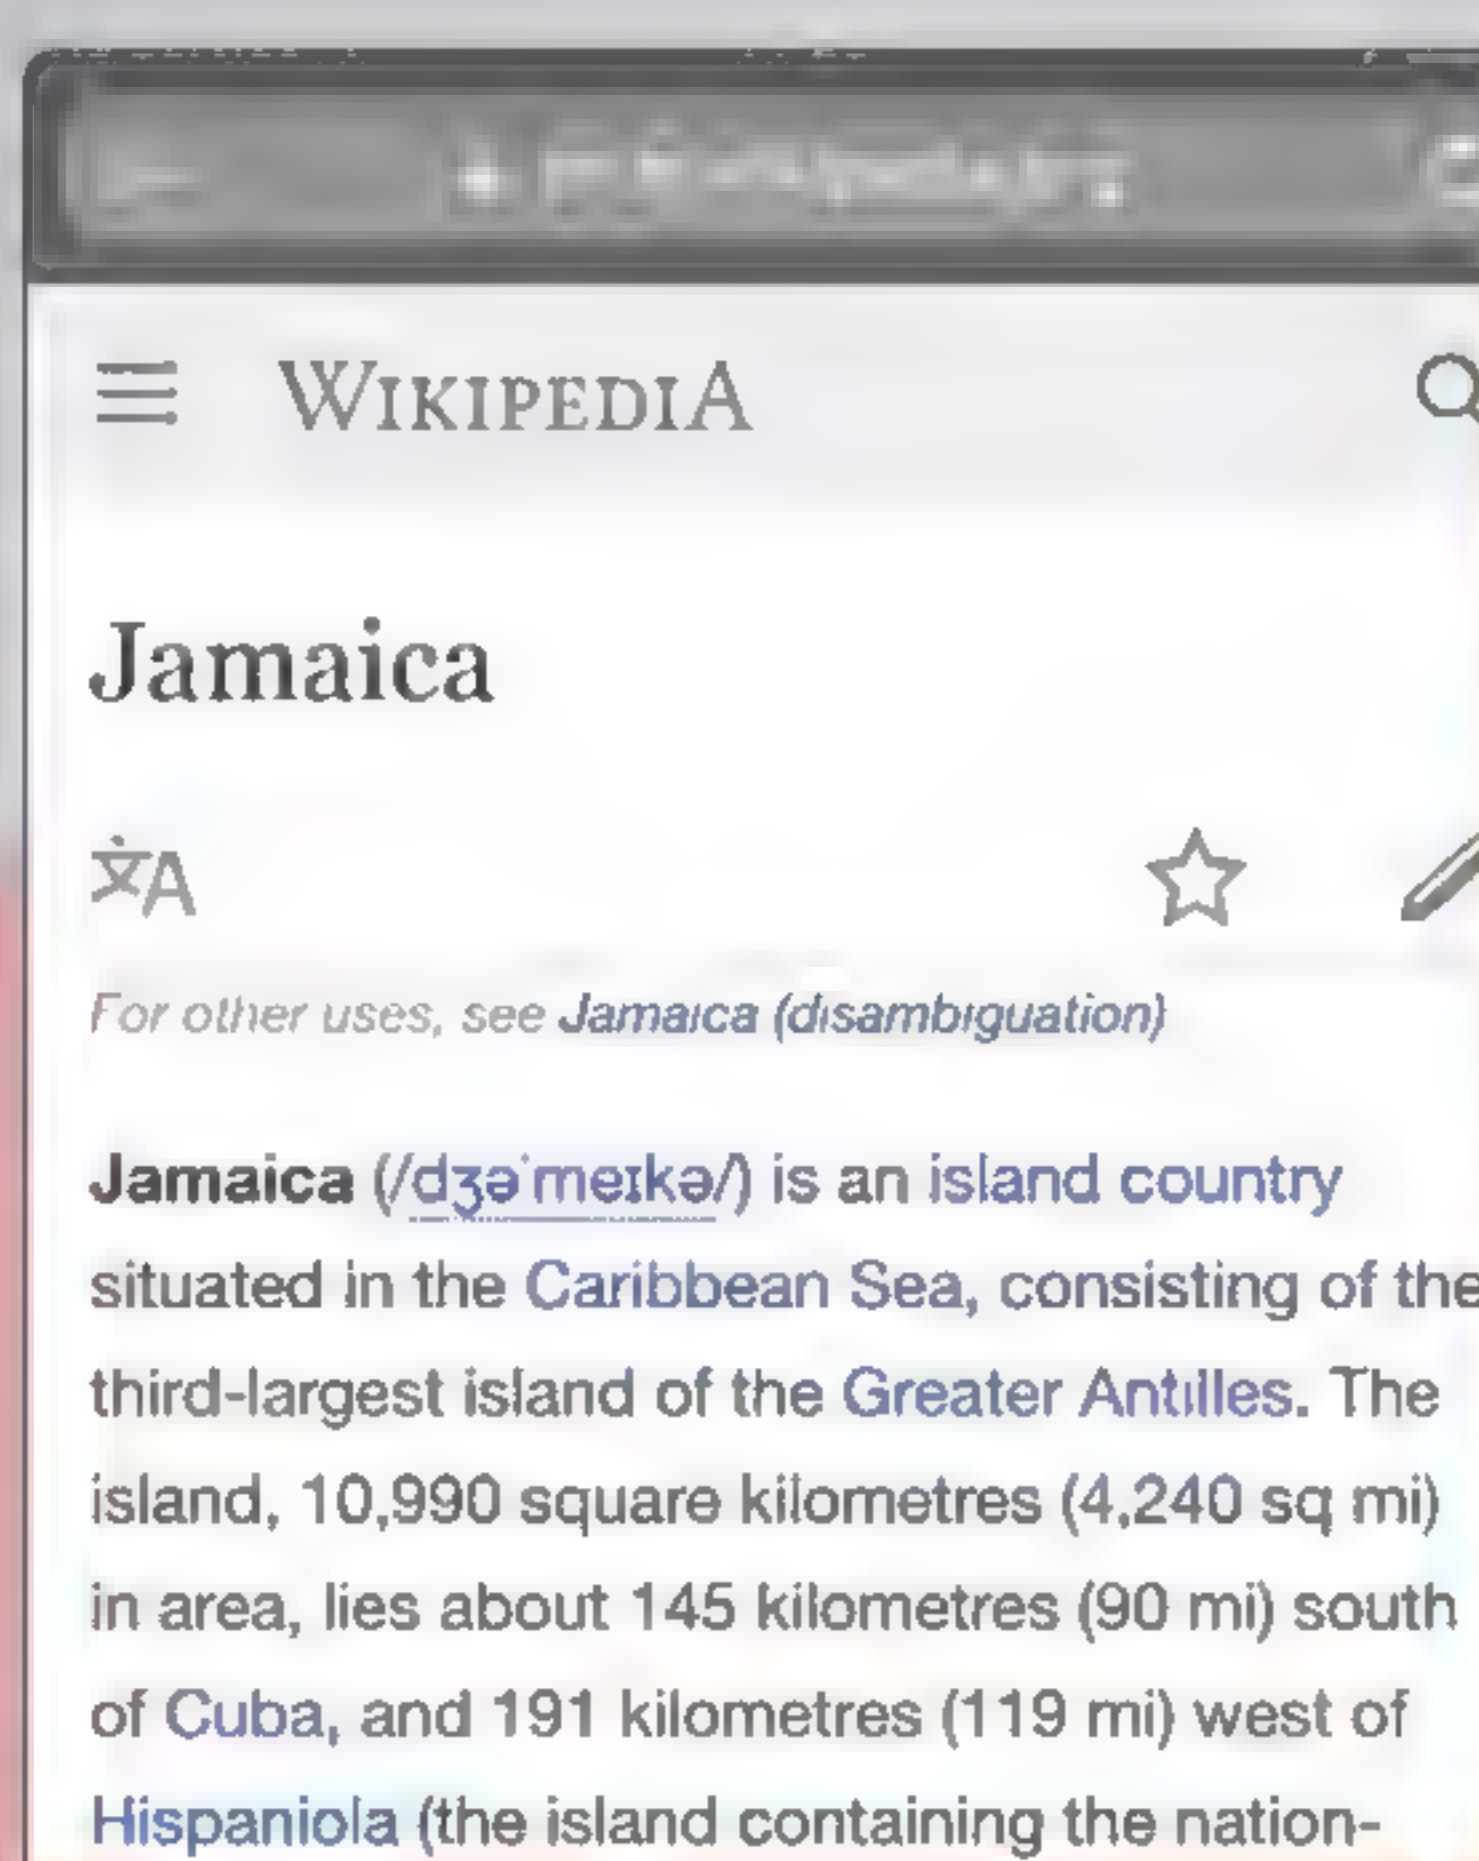 WIKIPEDIA
Jamaica
文A
For other uses, see Jamaica (disambiguation)
Jamaica (/dʒəˈmeɪkə/) is an island country
situated in the Caribbean Sea, consisting of the
third-largest island of the Greater Antilles. The
island, 10,990 square kilometres (4,240 sq mi)
in area, lies about 145 kilometres (90 mi) south
of Cuba, and 191 kilometres (119 mi) west of
Hispaniola (the island containing the nation-